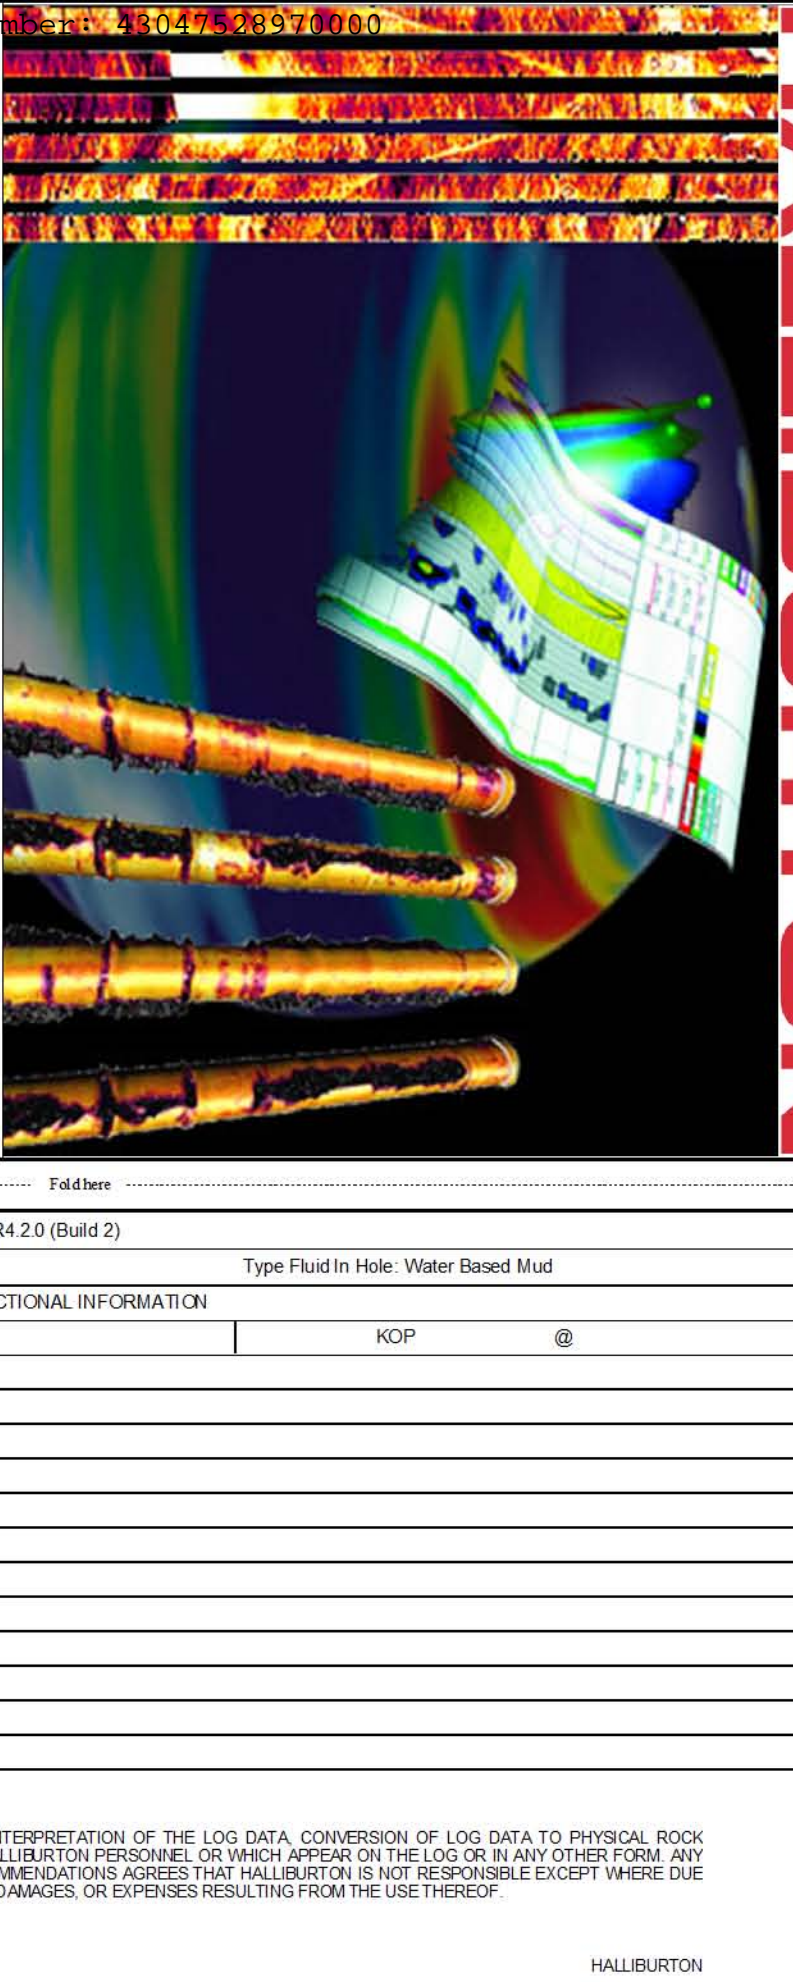 mber: 43047528970000
Fold here
R4.2.0 (Build 2)
Type Fluid In Hole: Water Based Mud
CTIONAL INFORMATION
KOP @
TERPRETATION OF THE LOG DATA, CONVERSION OF LOG DATA TO PHYSICAL ROCK
LLIBURTON PERSONNEL OR WHICH APPEAR ON THE LOG OR IN ANY OTHER FORM. ANY
MMENDATIONS AGREES THAT HALLIBURTON IS NOT RESPONSIBLE EXCEPT WHERE DUE
DAMAGES, OR EXPENSES RESULTING FROM THE USE THEREOF.
HALLIBURTON